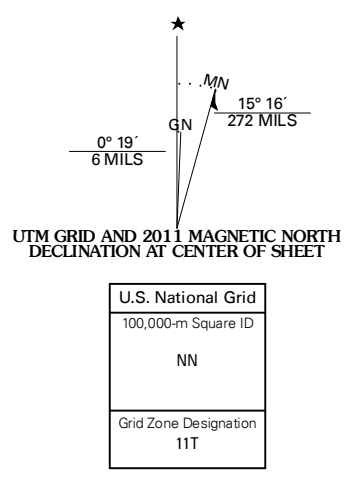 MN
15° 16´
272 MILS
GN
0° 19´
6 MILS
UTM GRID AND 2011 MAGNETIC NORTH
DECLINATION AT CENTER OF SHEET
U.S. National Grid
100,000-m Square ID
NN
Grid Zone Designation
11T